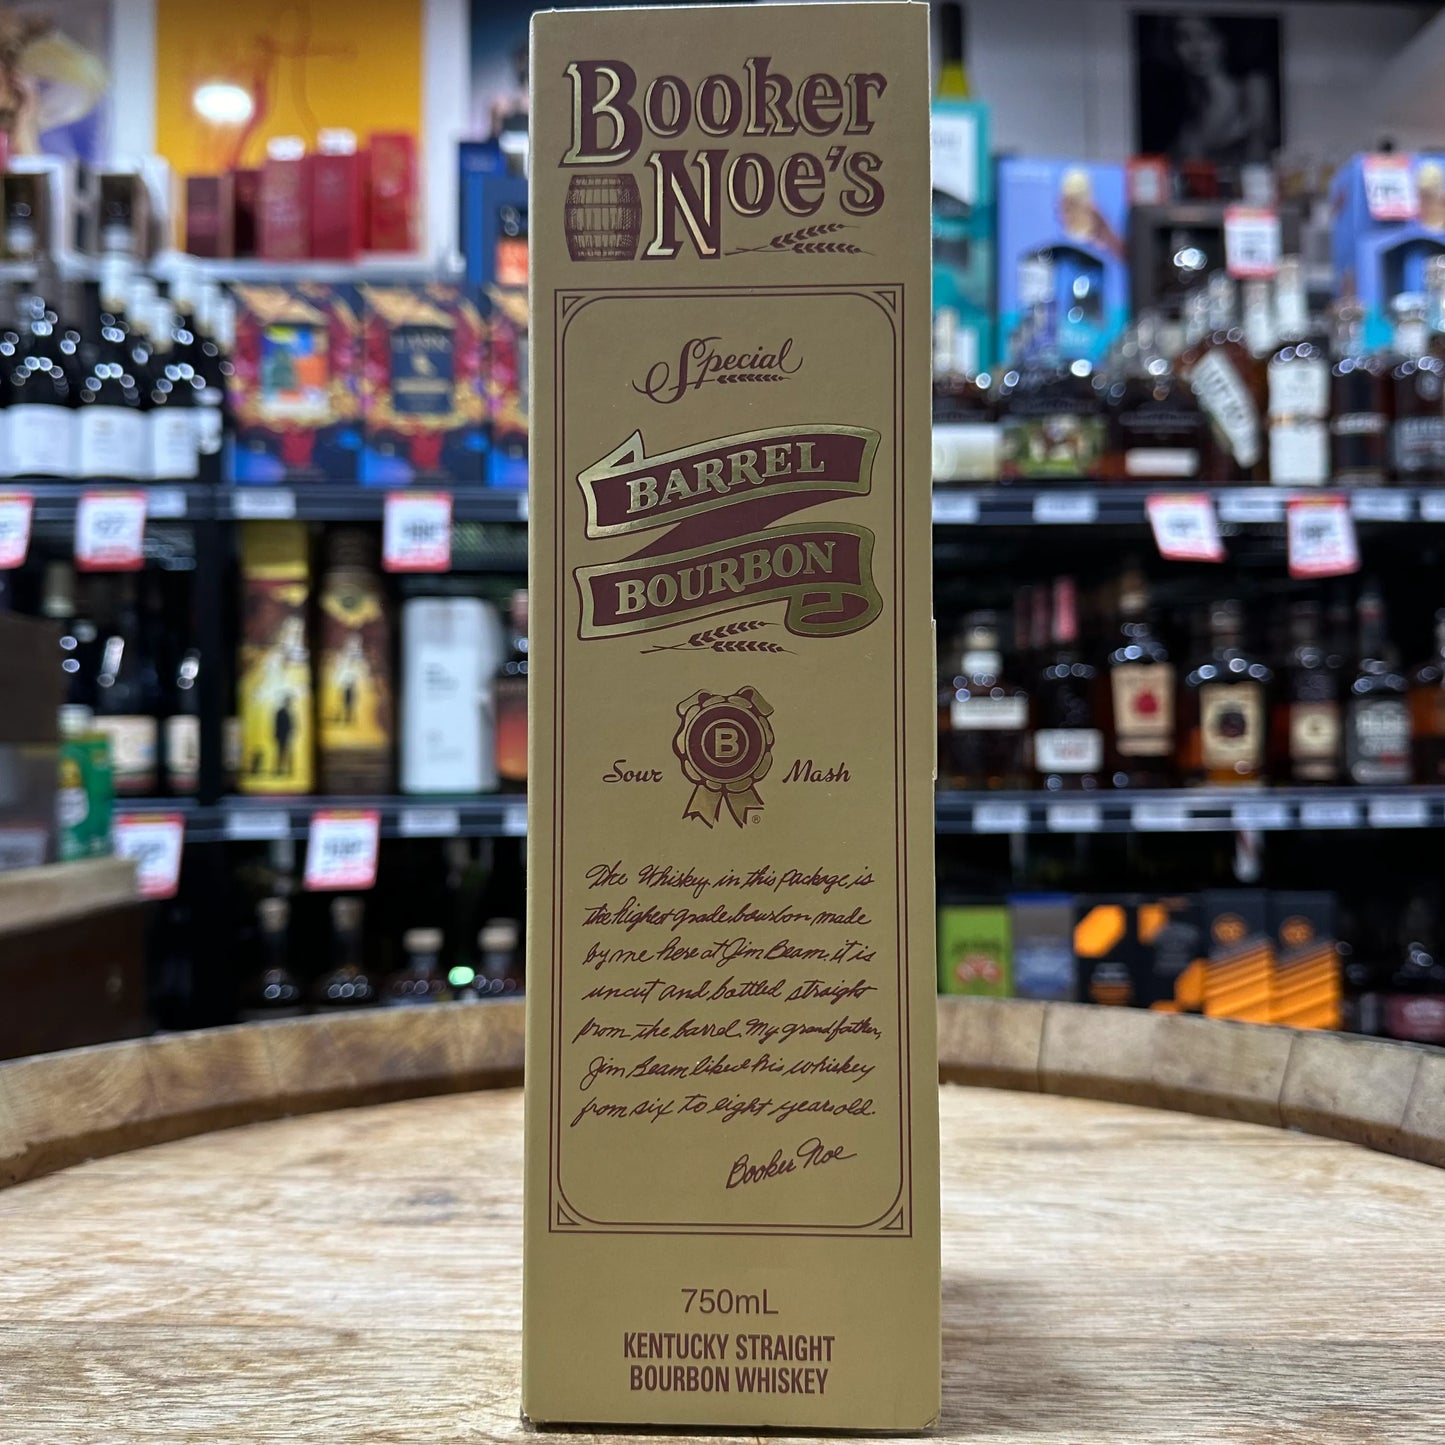 Booker
Noe's
Special
BARREL
BOURBON
B
Sour Mash
®
The Whiskey in this package is
the highest grade bourbon, made
by me here at Jim Beam. it is
uncut and bottled straight
from the barrel. My grandfather,
Jim Beam liked his whiskey
from six to eight years old.
Booker Noe
750mL
KENTUCKY STRAIGHT
BOURBON WHISKEY